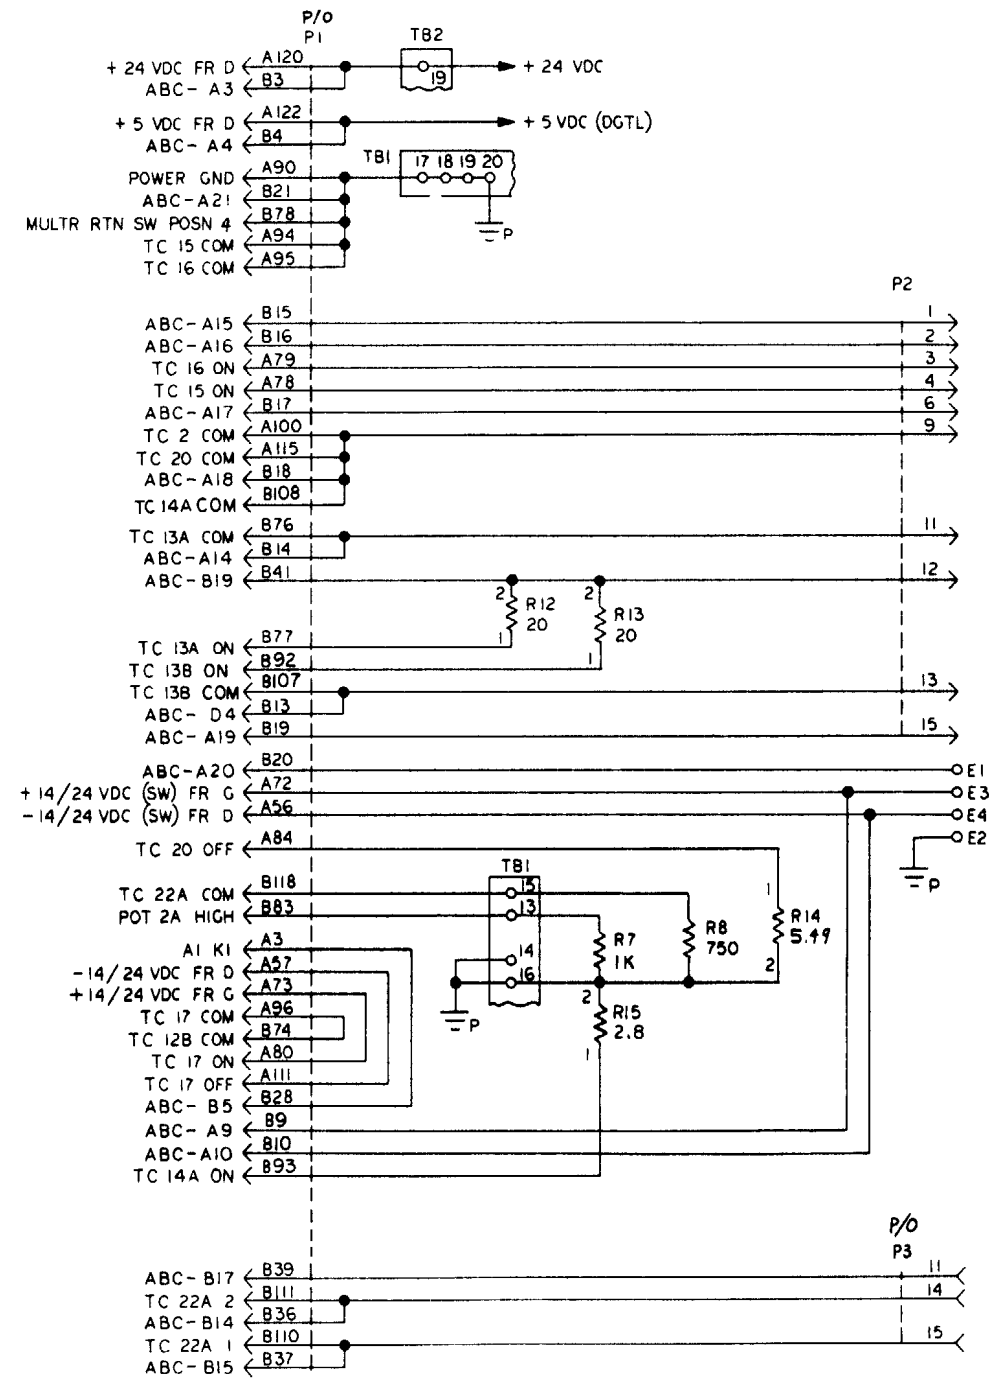 P/O
P1
TB2
+ 24 VDC FR D A120 19 + 24 VDC
ABC- A3 B3
+ 5 VDC FR D A122 + 5 VDC (DGTL)
ABC- A4 B4
TB1 17 18 19 20
POWER GND A90
ABC-A21 B21
MULTR RTN SW POSN 4 B78 P
TC 15 COM A94
TC 16 COM A95
P2
ABC-A15 B15 1
ABC-A16 B16 2
TC 16 ON A79 3
TC 15 ON A78 4
ABC-A17 B17 6
TC 2 COM A100 9
TC 20 COM A115
ABC-A18 B18
TC 14A COM B108
TC 13A COM B76 11
ABC-A14 B14
ABC-B19 B41 12
2 R12 20 1
2 R13 20 1
TC 13A ON B77
TC 13B ON B92
TC 13B COM B107 13
ABC- D4 B13
ABC- A19 B19 15
ABC-A20 B20 E1
+14/24 VDC (SW) FR G A72 E3
-14/24 VDC (SW) FR D A56 E4
E2
P
TC 20 OFF A84
TB1
TC 22A COM B118 15
POT 2A HIGH B83 13
1 R14 5.49 2
R8 750
R7 1K
14
16
P
2 R15 2.8 1
A1 K1 A3
-14/24 VDC FR D A57
+14/24 VDC FR G A73
TC 17 COM A96
TC 12B COM B74
TC 17 ON A80
TC 17 OFF A111
ABC- B5 B28
ABC- A9 B9
ABC-A10 B10
TC 14A ON B93
P/O
P3
ABC- B17 B39 11
TC 22A 2 B111 14
ABC-B14 B36
TC 22A 1 B110 15
ABC-B15 B37